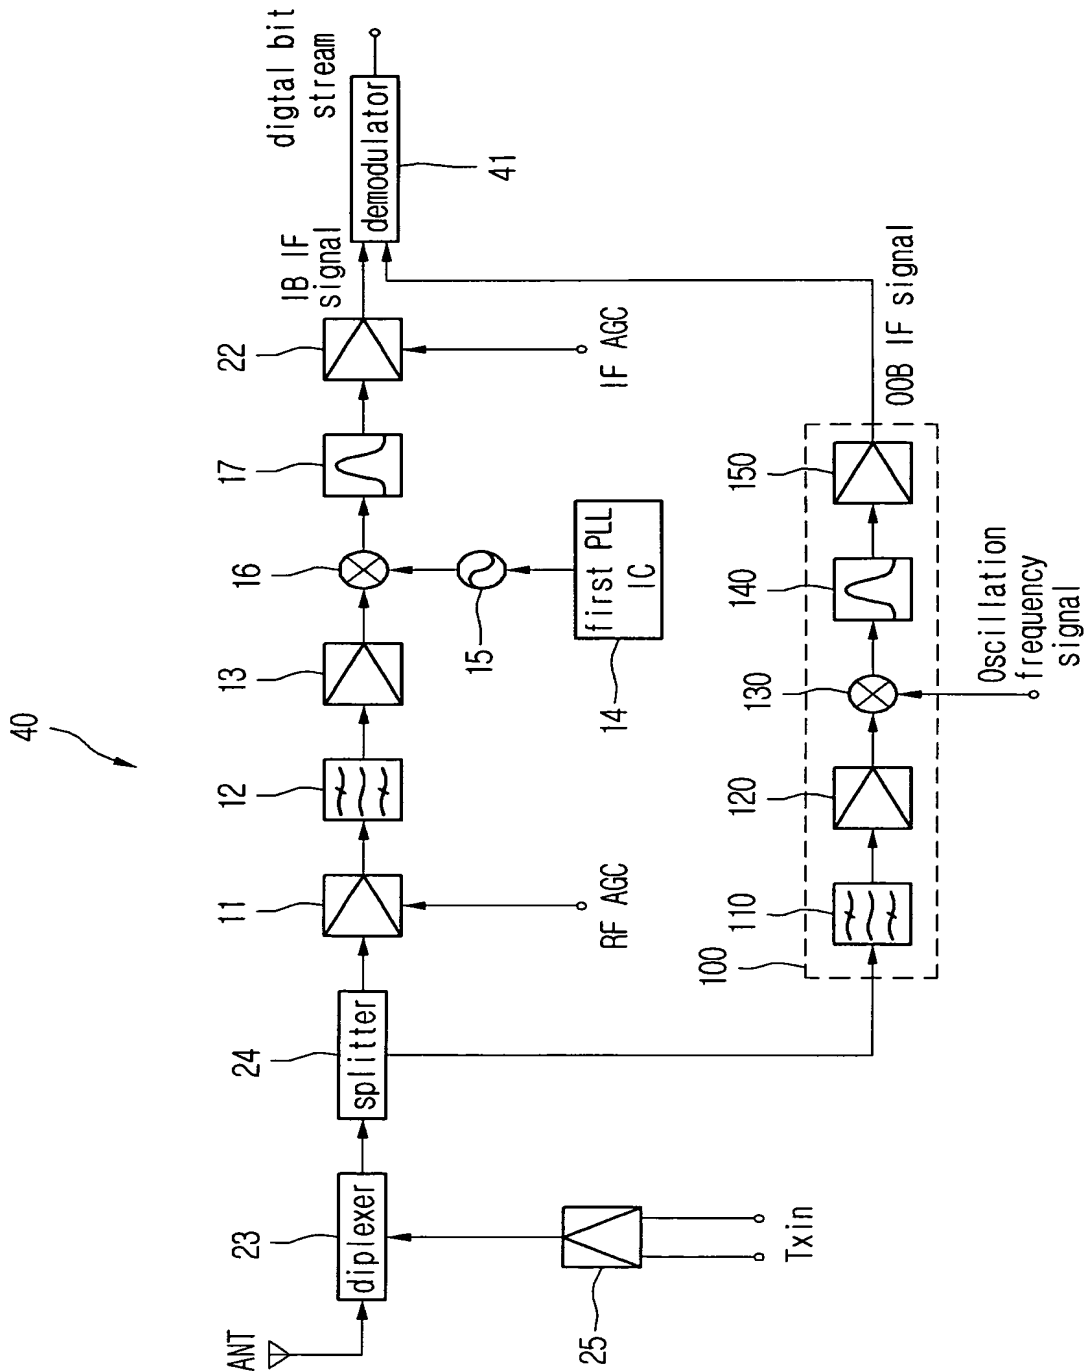 40
ANT
23
diplexer
24
splitter
11
12
13
16
17
22
IB IF
signal
demodulator
41
digtal bit
stream
25
Txin
RF AGC
15
14
first PLL
IC
IF AGC
100
110
120
130
140
150
OOB IF signal
Oscillation
frequency
signal